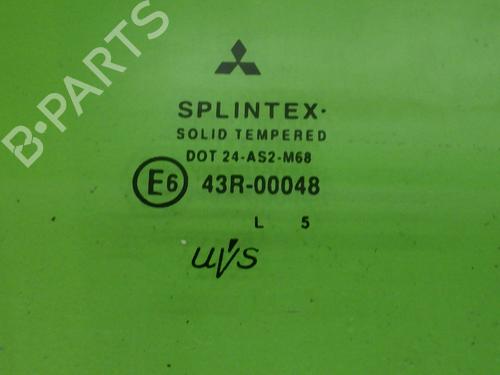 B-PARTS
SPLINTEX·
SOLID TEMPERED
DOT 24-AS2-M68
E6 43R-00048
L 5
uVs